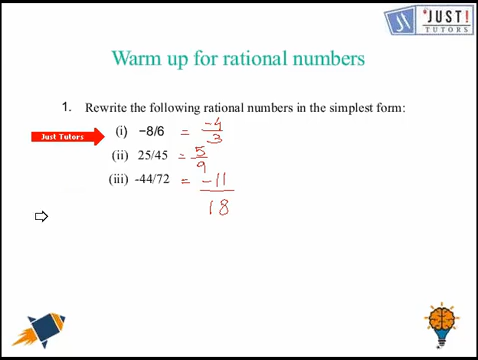 JUST!
TUTORS
Warm up for rational numbers
1. Rewrite the following rational numbers in the simplest form:
(i) −8/6 = -4/3
Just Tutors
(ii) 25/45 = 5/9
(iii) -44/72 = -11/18